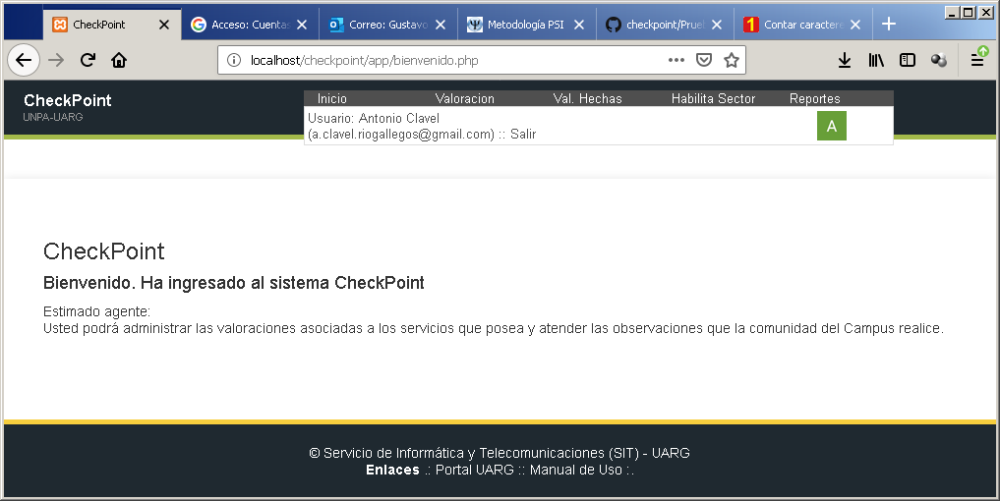 CheckPoint
Acceso: Cuentas
Correo: Gustavo
Metodología PSI
checkpoint/Prue
Contar caractere
localhost/checkpoint/app/bienvenido.php
CheckPoint
UNPA-UARG
Inicio Valoracion Val. Hechas Habilita Sector Reportes
Usuario: Antonio Clavel
(a.clavel.riogallegos@gmail.com) :: Salir
A
CheckPoint
Bienvenido. Ha ingresado al sistema CheckPoint
Estimado agente:
Usted podrá administrar las valoraciones asociadas a los servicios que posea y atender las observaciones que la comunidad del Campus realice.
© Servicio de Informática y Telecomunicaciones (SIT) - UARG
Enlaces .: Portal UARG :: Manual de Uso :.